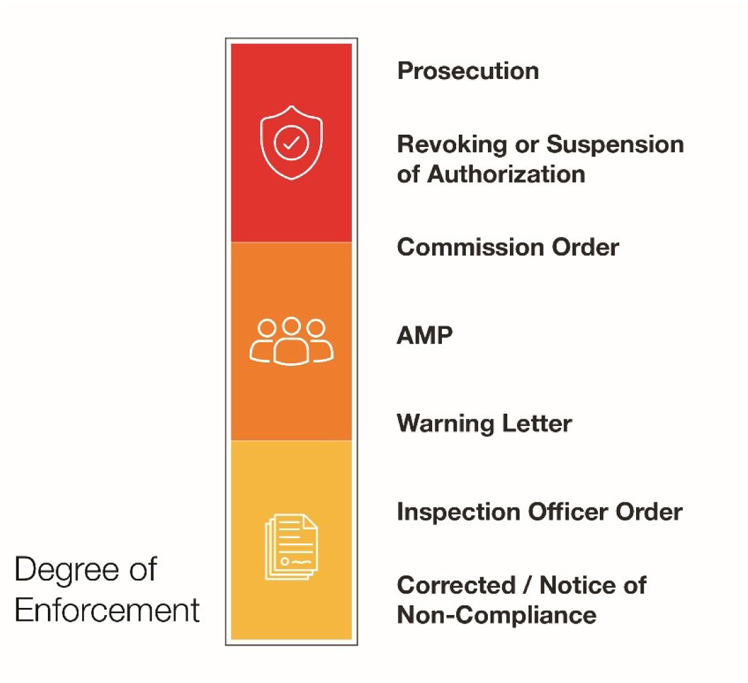 Prosecution
Revoking or Suspension
of Authorization
Commission Order
AMP
Warning Letter
Inspection Officer Order
Degree of
Enforcement
Corrected / Notice of
Non-Compliance